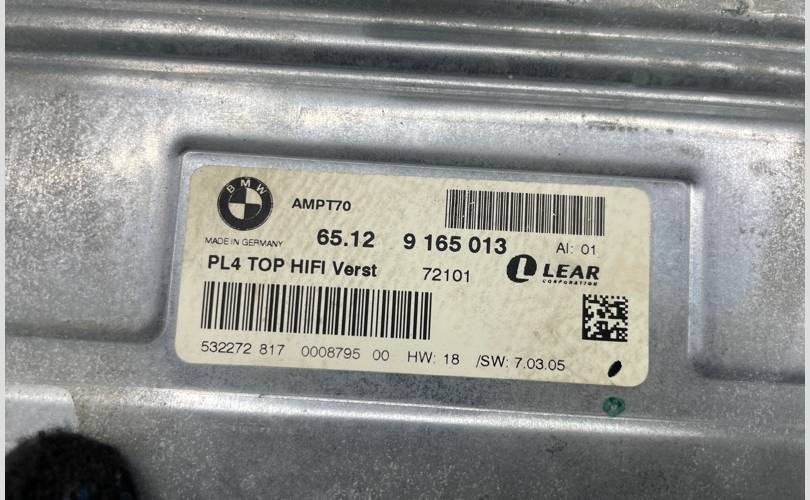 BMW
AMPT70
MADE IN GERMANY 65.12 9 165 013 AI: 01
PL4 TOP HIFI Verst 72101 LEAR
CORPORATION
532272 817 0008795 00 HW: 18 /SW: 7.03.05